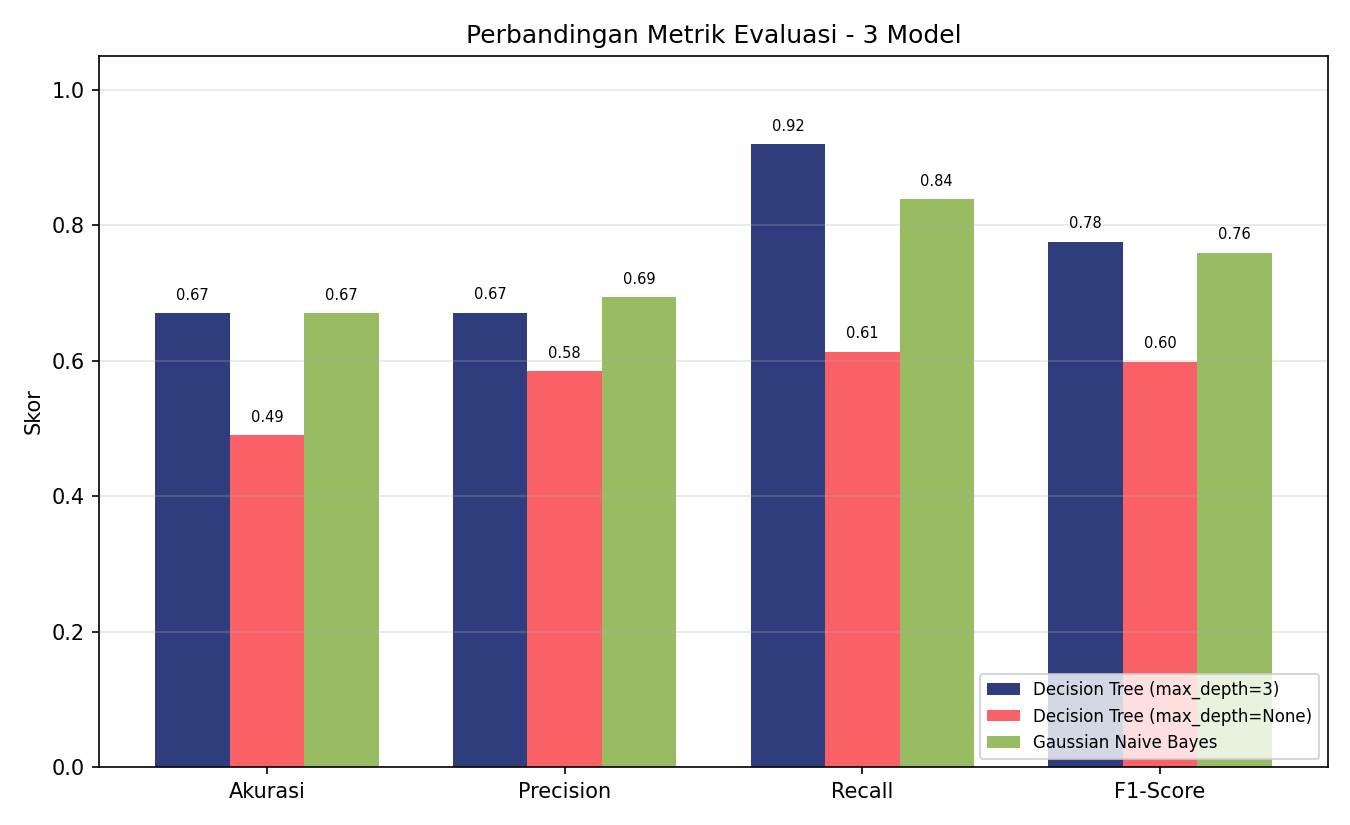 Perbandingan Metrik Evaluasi - 3 Model
1.0
0.8
0.6
0.4
0.2
0.0
Skor
0.67
0.49
0.67
0.67
0.58
0.69
0.92
0.61
0.84
0.78
0.60
0.76
Akurasi
Precision
Recall
F1-Score
Decision Tree (max_depth=3)
Decision Tree (max_depth=None)
Gaussian Naive Bayes